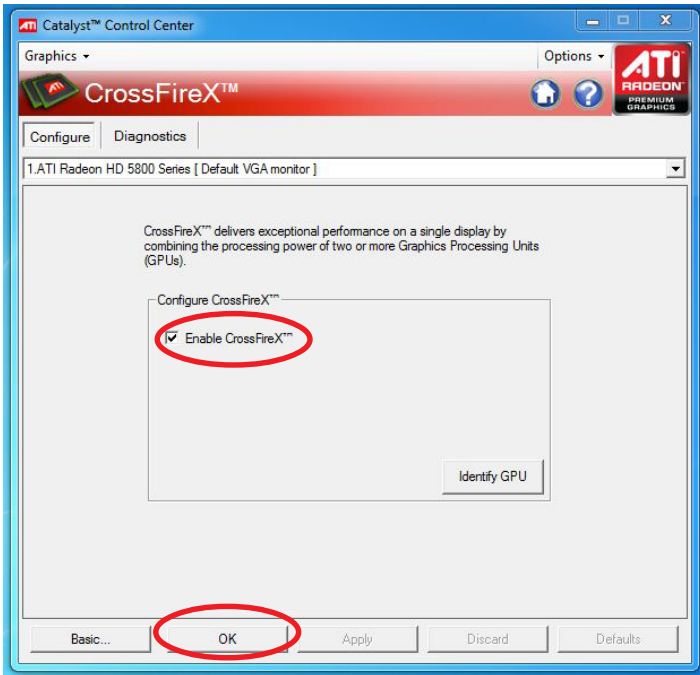 Catalyst™ Control Center
Graphics
Options
CrossFireX™
ATI
RADEON
PREMIUM
GRAPHICS
Configure
Diagnostics
1.ATI Radeon HD 5800 Series [ Default VGA monitor ]
CrossFireX™ delivers exceptional performance on a single display by
combining the processing power of two or more Graphics Processing Units
(GPUs).
Configure CrossFireX™
Enable CrossFireX™
Identify GPU
Basic...
OK
Apply
Discard
Defaults